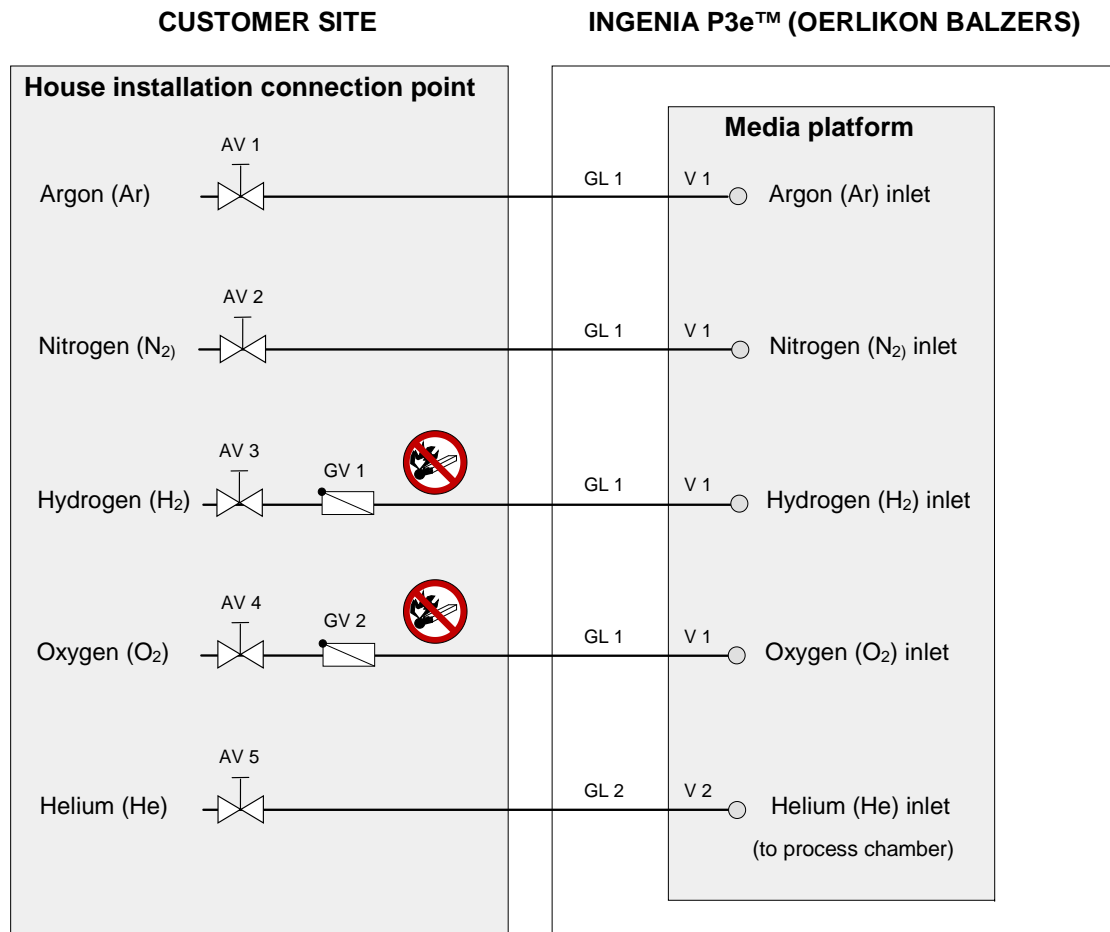 CUSTOMER SITE
INGENIA P3e™ (OERLIKON BALZERS)
House installation connection point
Media platform
AV 1
Argon (Ar)
GL 1
V 1
Argon (Ar) inlet
AV 2
Nitrogen (N₂)
GL 1
V 1
Nitrogen (N₂) inlet
AV 3
GV 1
Hydrogen (H₂)
GL 1
V 1
Hydrogen (H₂) inlet
AV 4
GV 2
Oxygen (O₂)
GL 1
V 1
Oxygen (O₂) inlet
AV 5
Helium (He)
GL 2
V 2
Helium (He) inlet
(to process chamber)